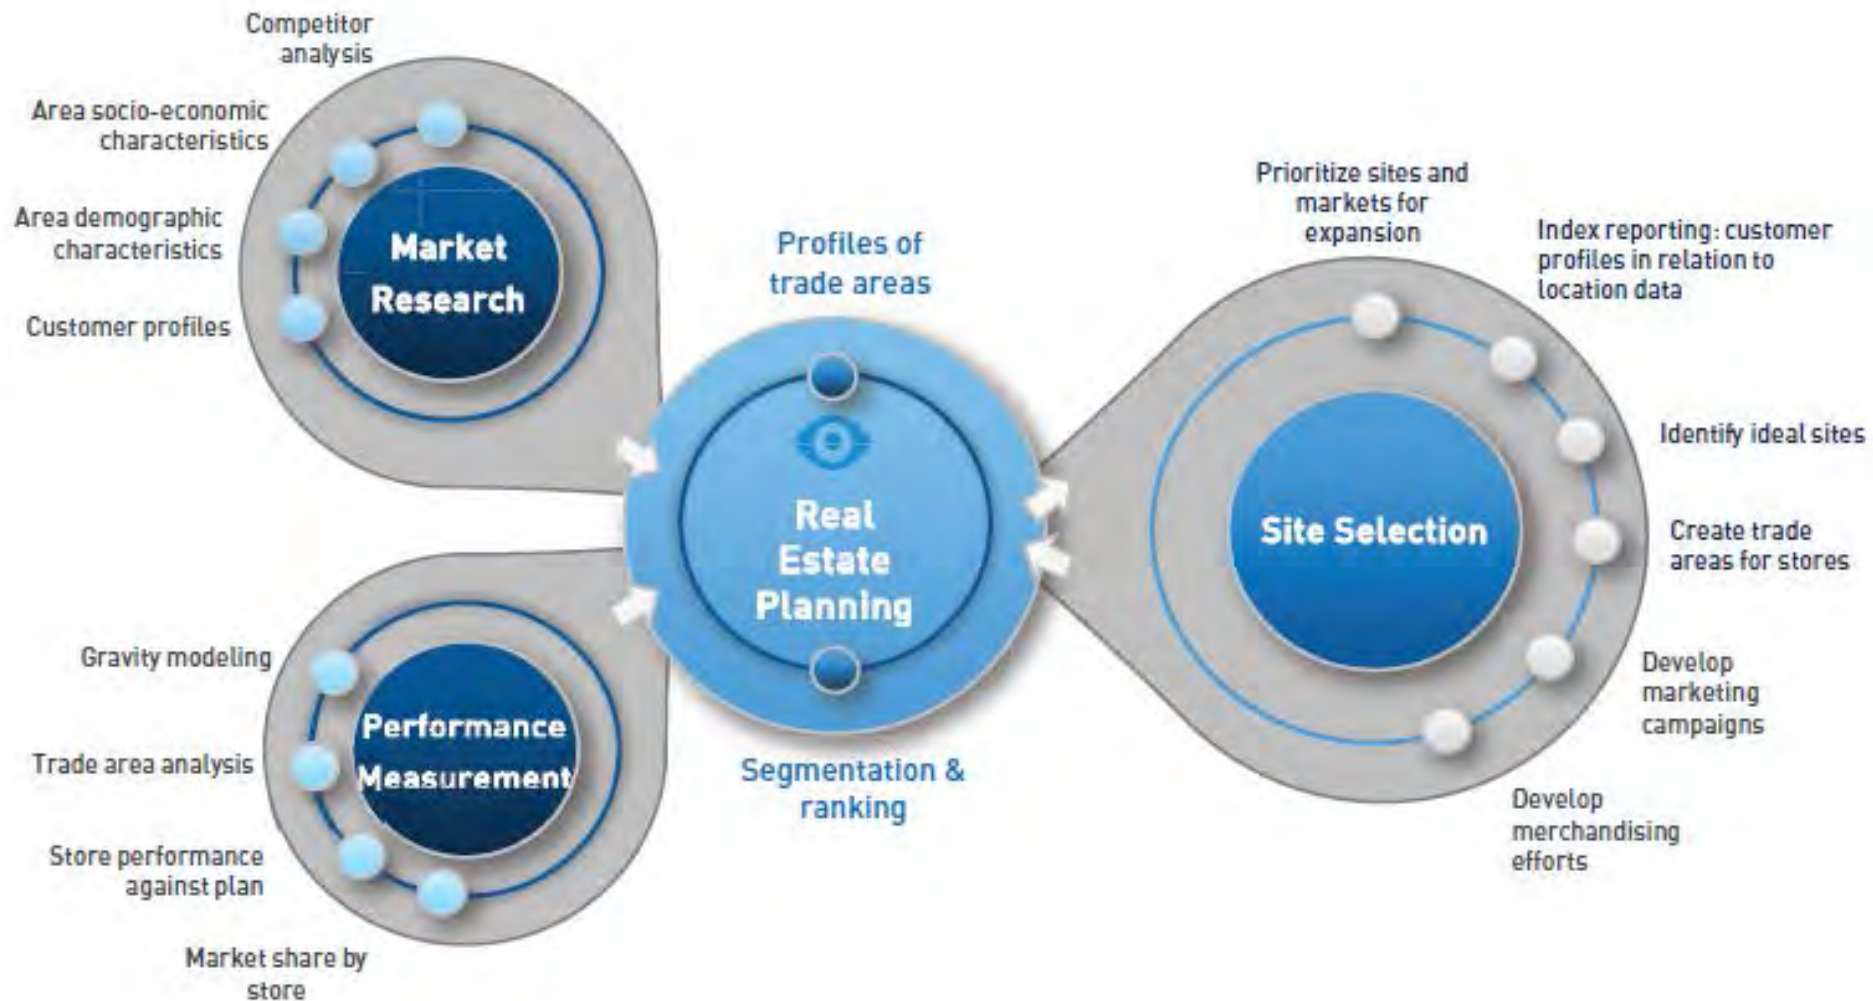 Competitor
analysis
Area socio-economic
characteristics
Area demographic
characteristics
Customer profiles
Market
Research
Profiles of
trade areas
Real
Estate
Planning
Segmentation &
ranking
Gravity modeling
Trade area analysis
Store performance
against plan
Market share by
store
Performance
Measurement
Prioritize sites and
markets for
expansion
Index reporting: customer
profiles in relation to
location data
Identify ideal sites
Create trade
areas for stores
Develop
marketing
campaigns
Develop
merchandising
efforts
Site Selection